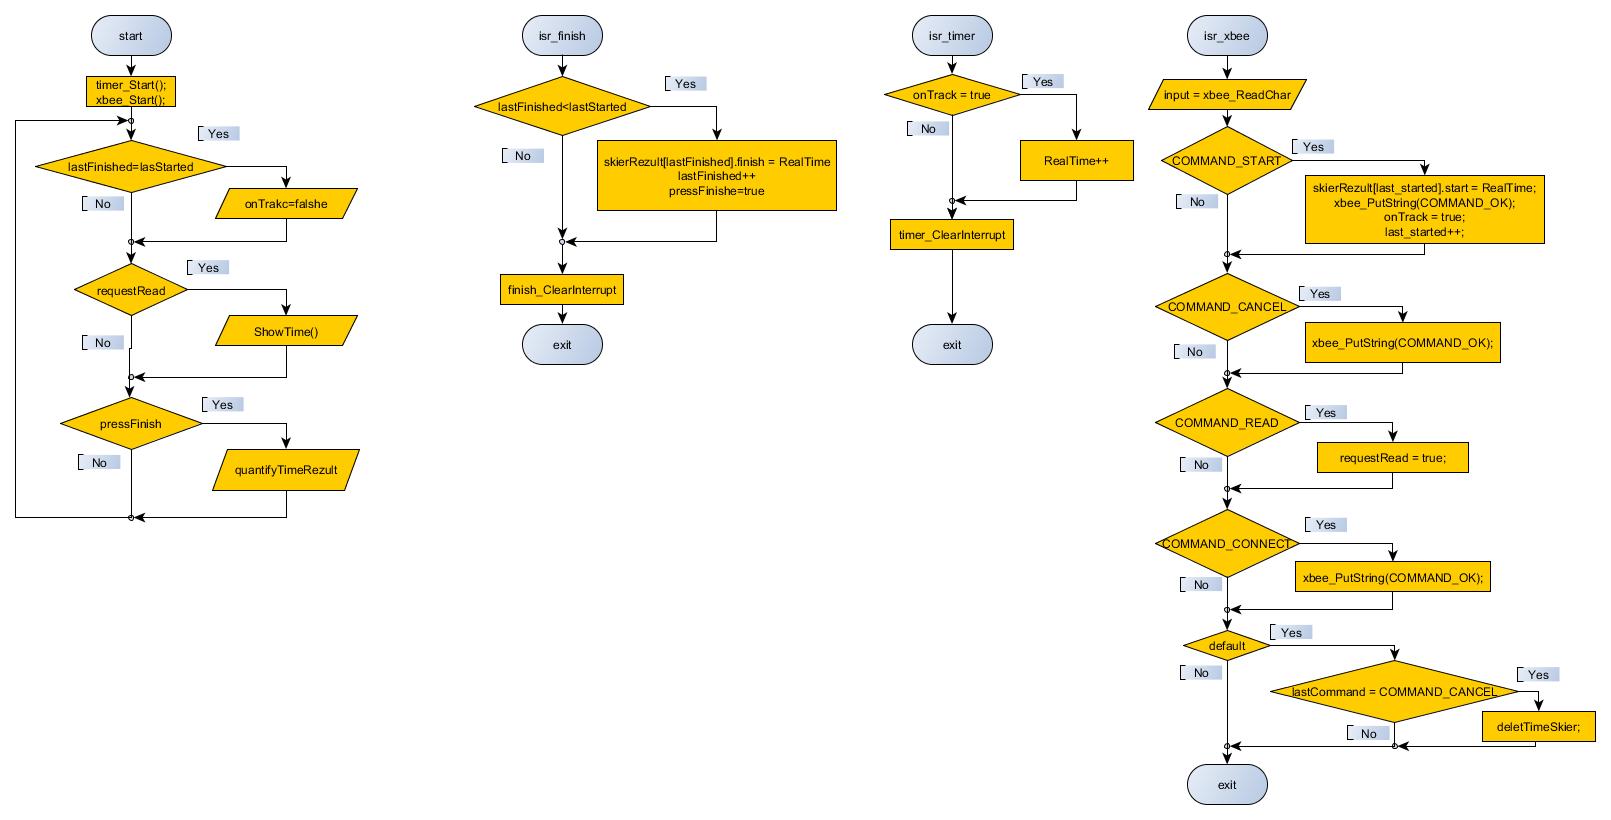 start
timer_Start();
xbee_Start();
Yes
lastFinished=lasStarted
No
onTrakc=falshe
Yes
requestRead
No
ShowTime()
Yes
pressFinish
No
quantifyTimeRezult
isr_finish
Yes
lastFinished<lastStarted
No
skierRezult[lastFinished].finish = RealTime
lastFinished++
pressFinishe=true
finish_ClearInterrupt
exit
isr_timer
Yes
onTrack = true
No
RealTime++
timer_ClearInterrupt
exit
isr_xbee
input = xbee_ReadChar
Yes
COMMAND_START
No
skierRezult[last_started].start = RealTime;
xbee_PutString(COMMAND_OK);
onTrack = true;
last_started++;
Yes
COMMAND_CANCEL
No
xbee_PutString(COMMAND_OK);
Yes
COMMAND_READ
No
requestRead = true;
Yes
COMMAND_CONNECT
No
xbee_PutString(COMMAND_OK);
Yes
default
No
Yes
lastCommand = COMMAND_CANCEL
No
deletTimeSkier;
exit